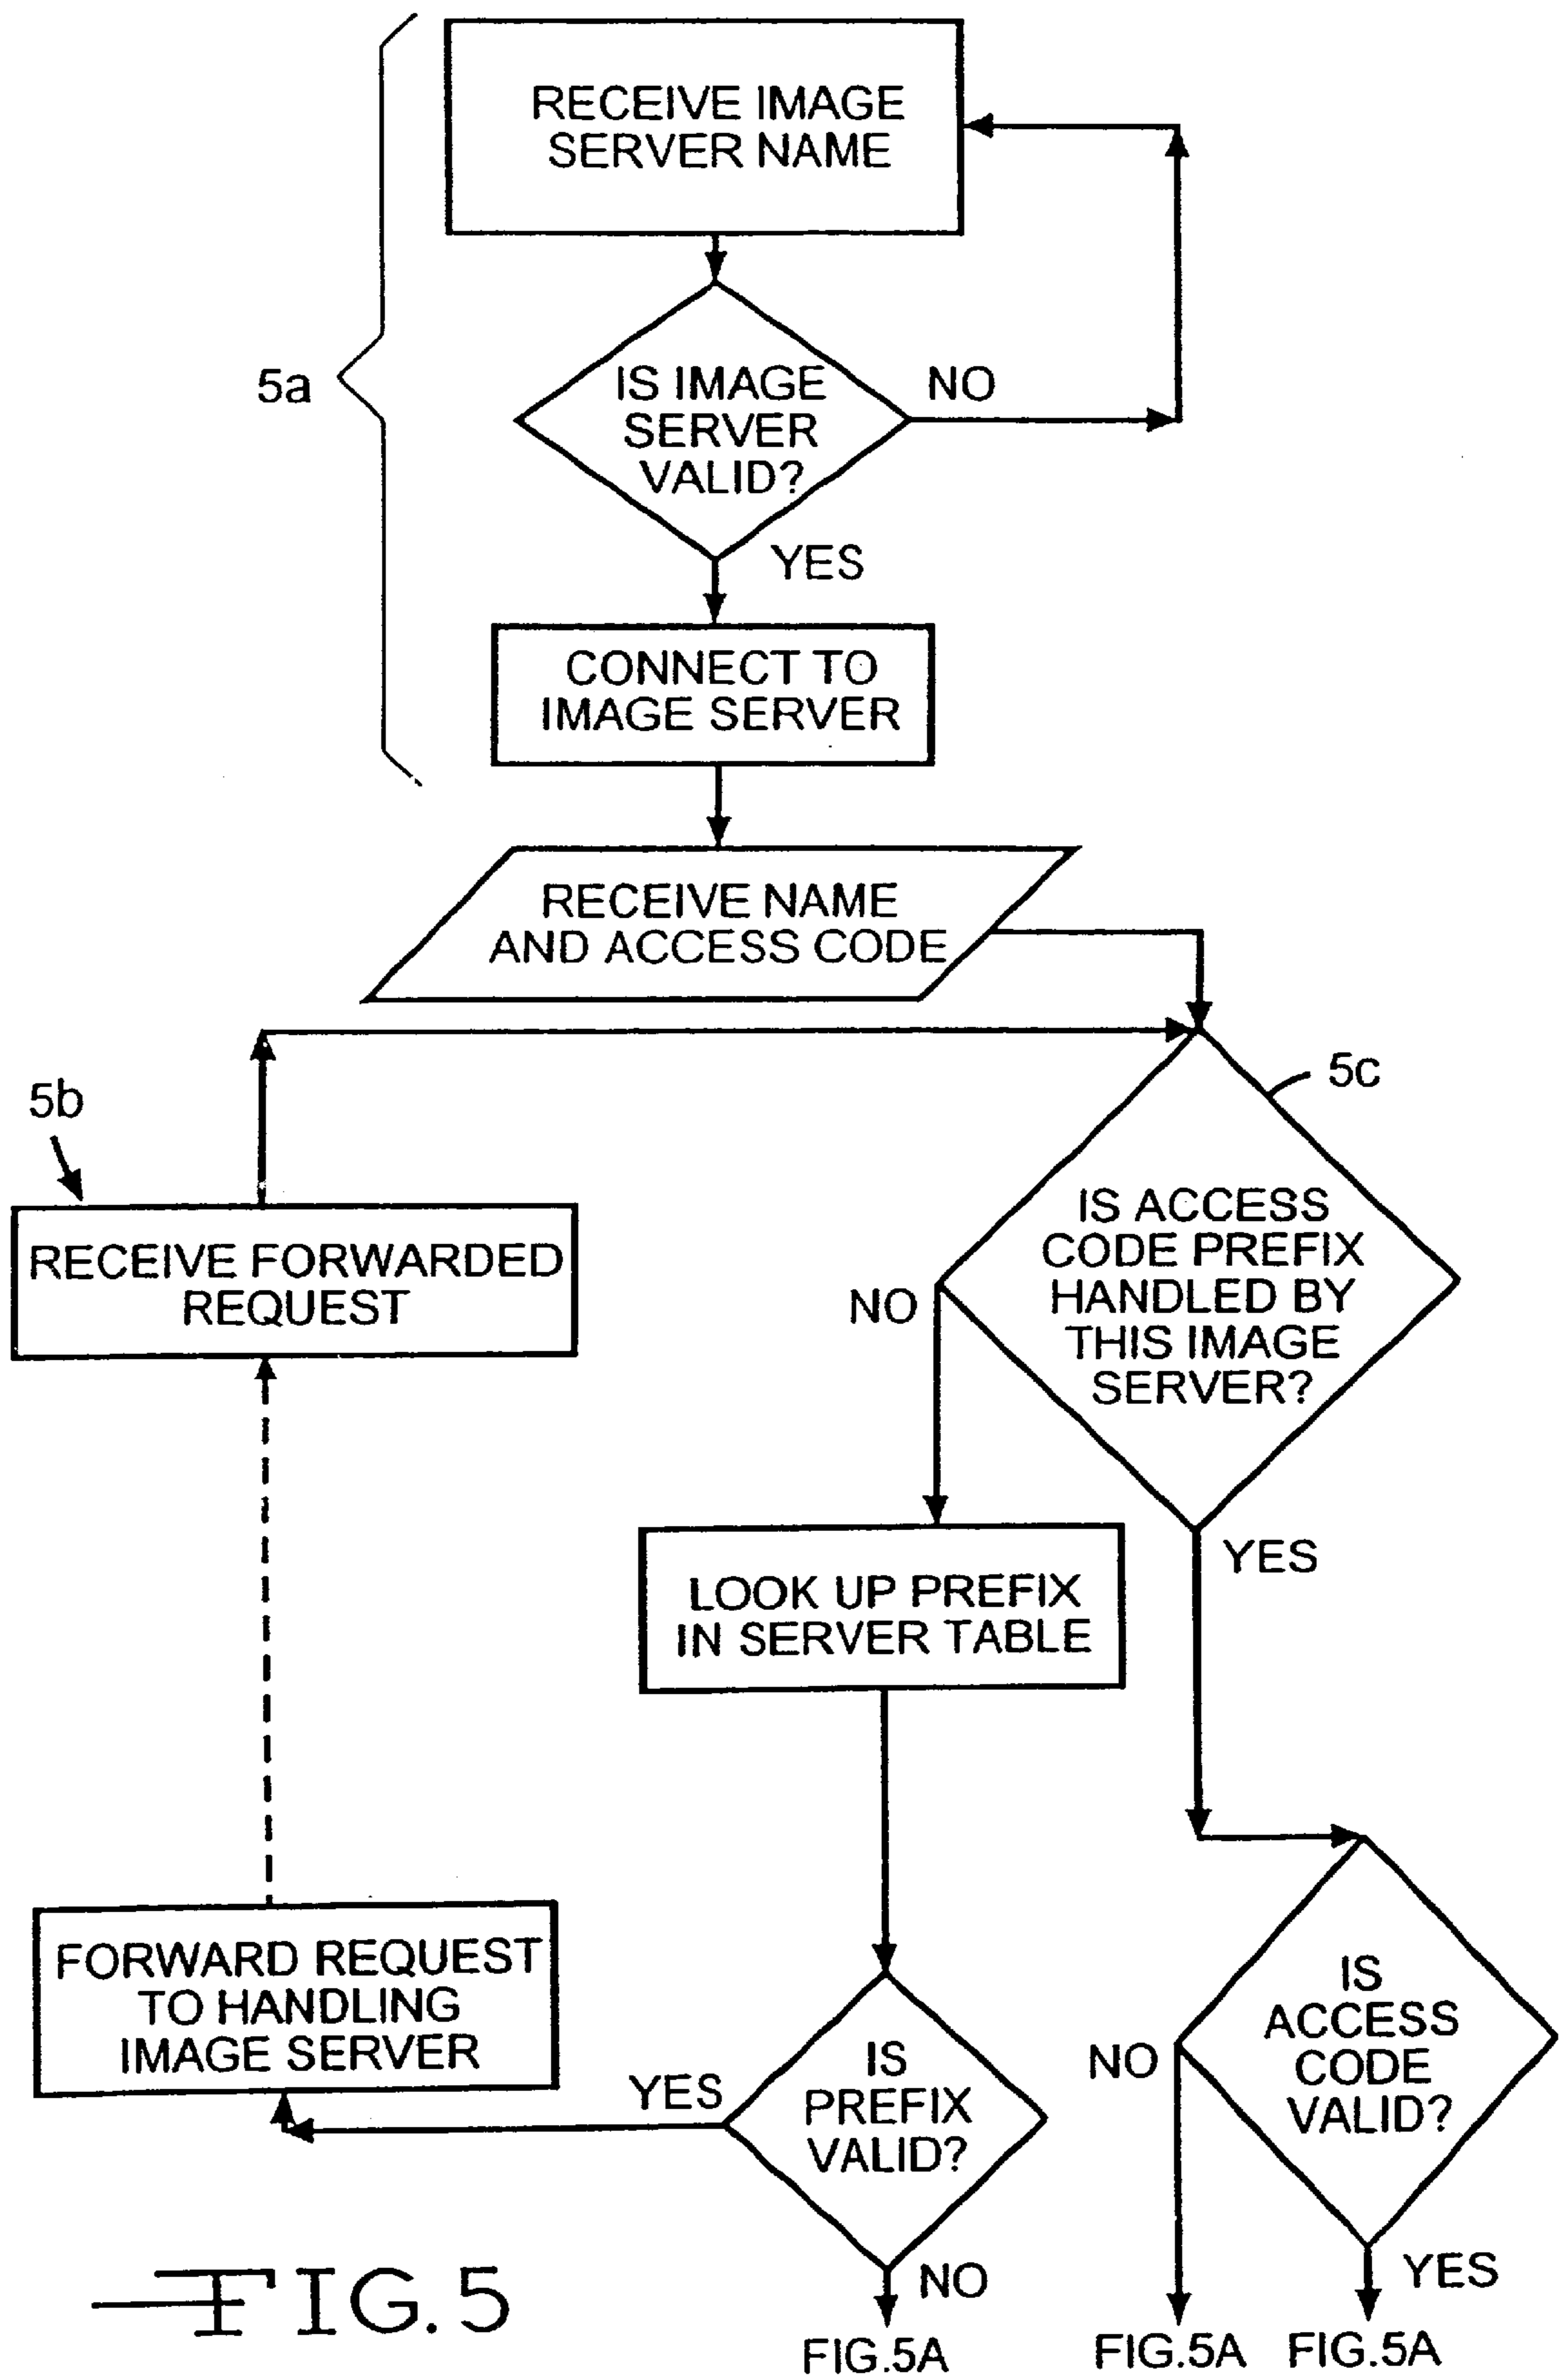 RECEIVE IMAGE
SERVER NAME
5a
IS IMAGE
SERVER
VALID?
NO
YES
CONNECT TO
IMAGE SERVER
RECEIVE NAME
AND ACCESS CODE
5b
5c
RECEIVE FORWARDED
REQUEST
IS ACCESS
CODE PREFIX
HANDLED BY
THIS IMAGE
SERVER?
NO
YES
LOOK UP PREFIX
IN SERVER TABLE
FORWARD REQUEST
TO HANDLING
IMAGE SERVER
YES
IS
PREFIX
VALID?
NO
IS
ACCESS
CODE
VALID?
NO
YES
FIG.5A
FIG.5A
FIG.5A
FIG.5